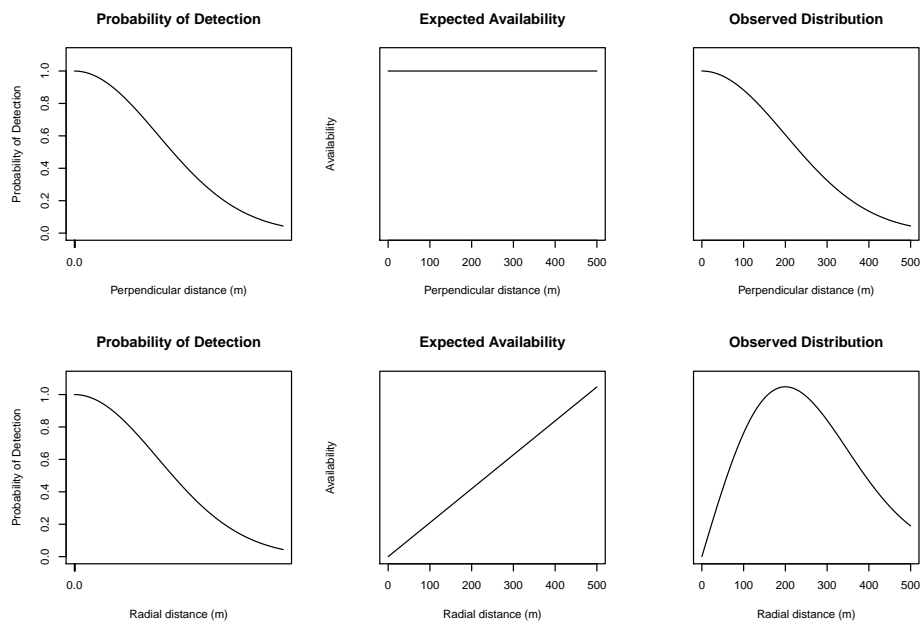 Probability of Detection
Expected Availability
Observed Distribution
Probability of Detection
0.0 0.2 0.4 0.6 0.8 1.0
0.0
Perpendicular distance (m)
Availability
0 100 200 300 400 500
Perpendicular distance (m)
0 100 200 300 400 500
Perpendicular distance (m)
Probability of Detection
Expected Availability
Observed Distribution
Probability of Detection
0.0 0.2 0.4 0.6 0.8 1.0
0.0
Radial distance (m)
Availability
0 100 200 300 400 500
Radial distance (m)
0 100 200 300 400 500
Radial distance (m)